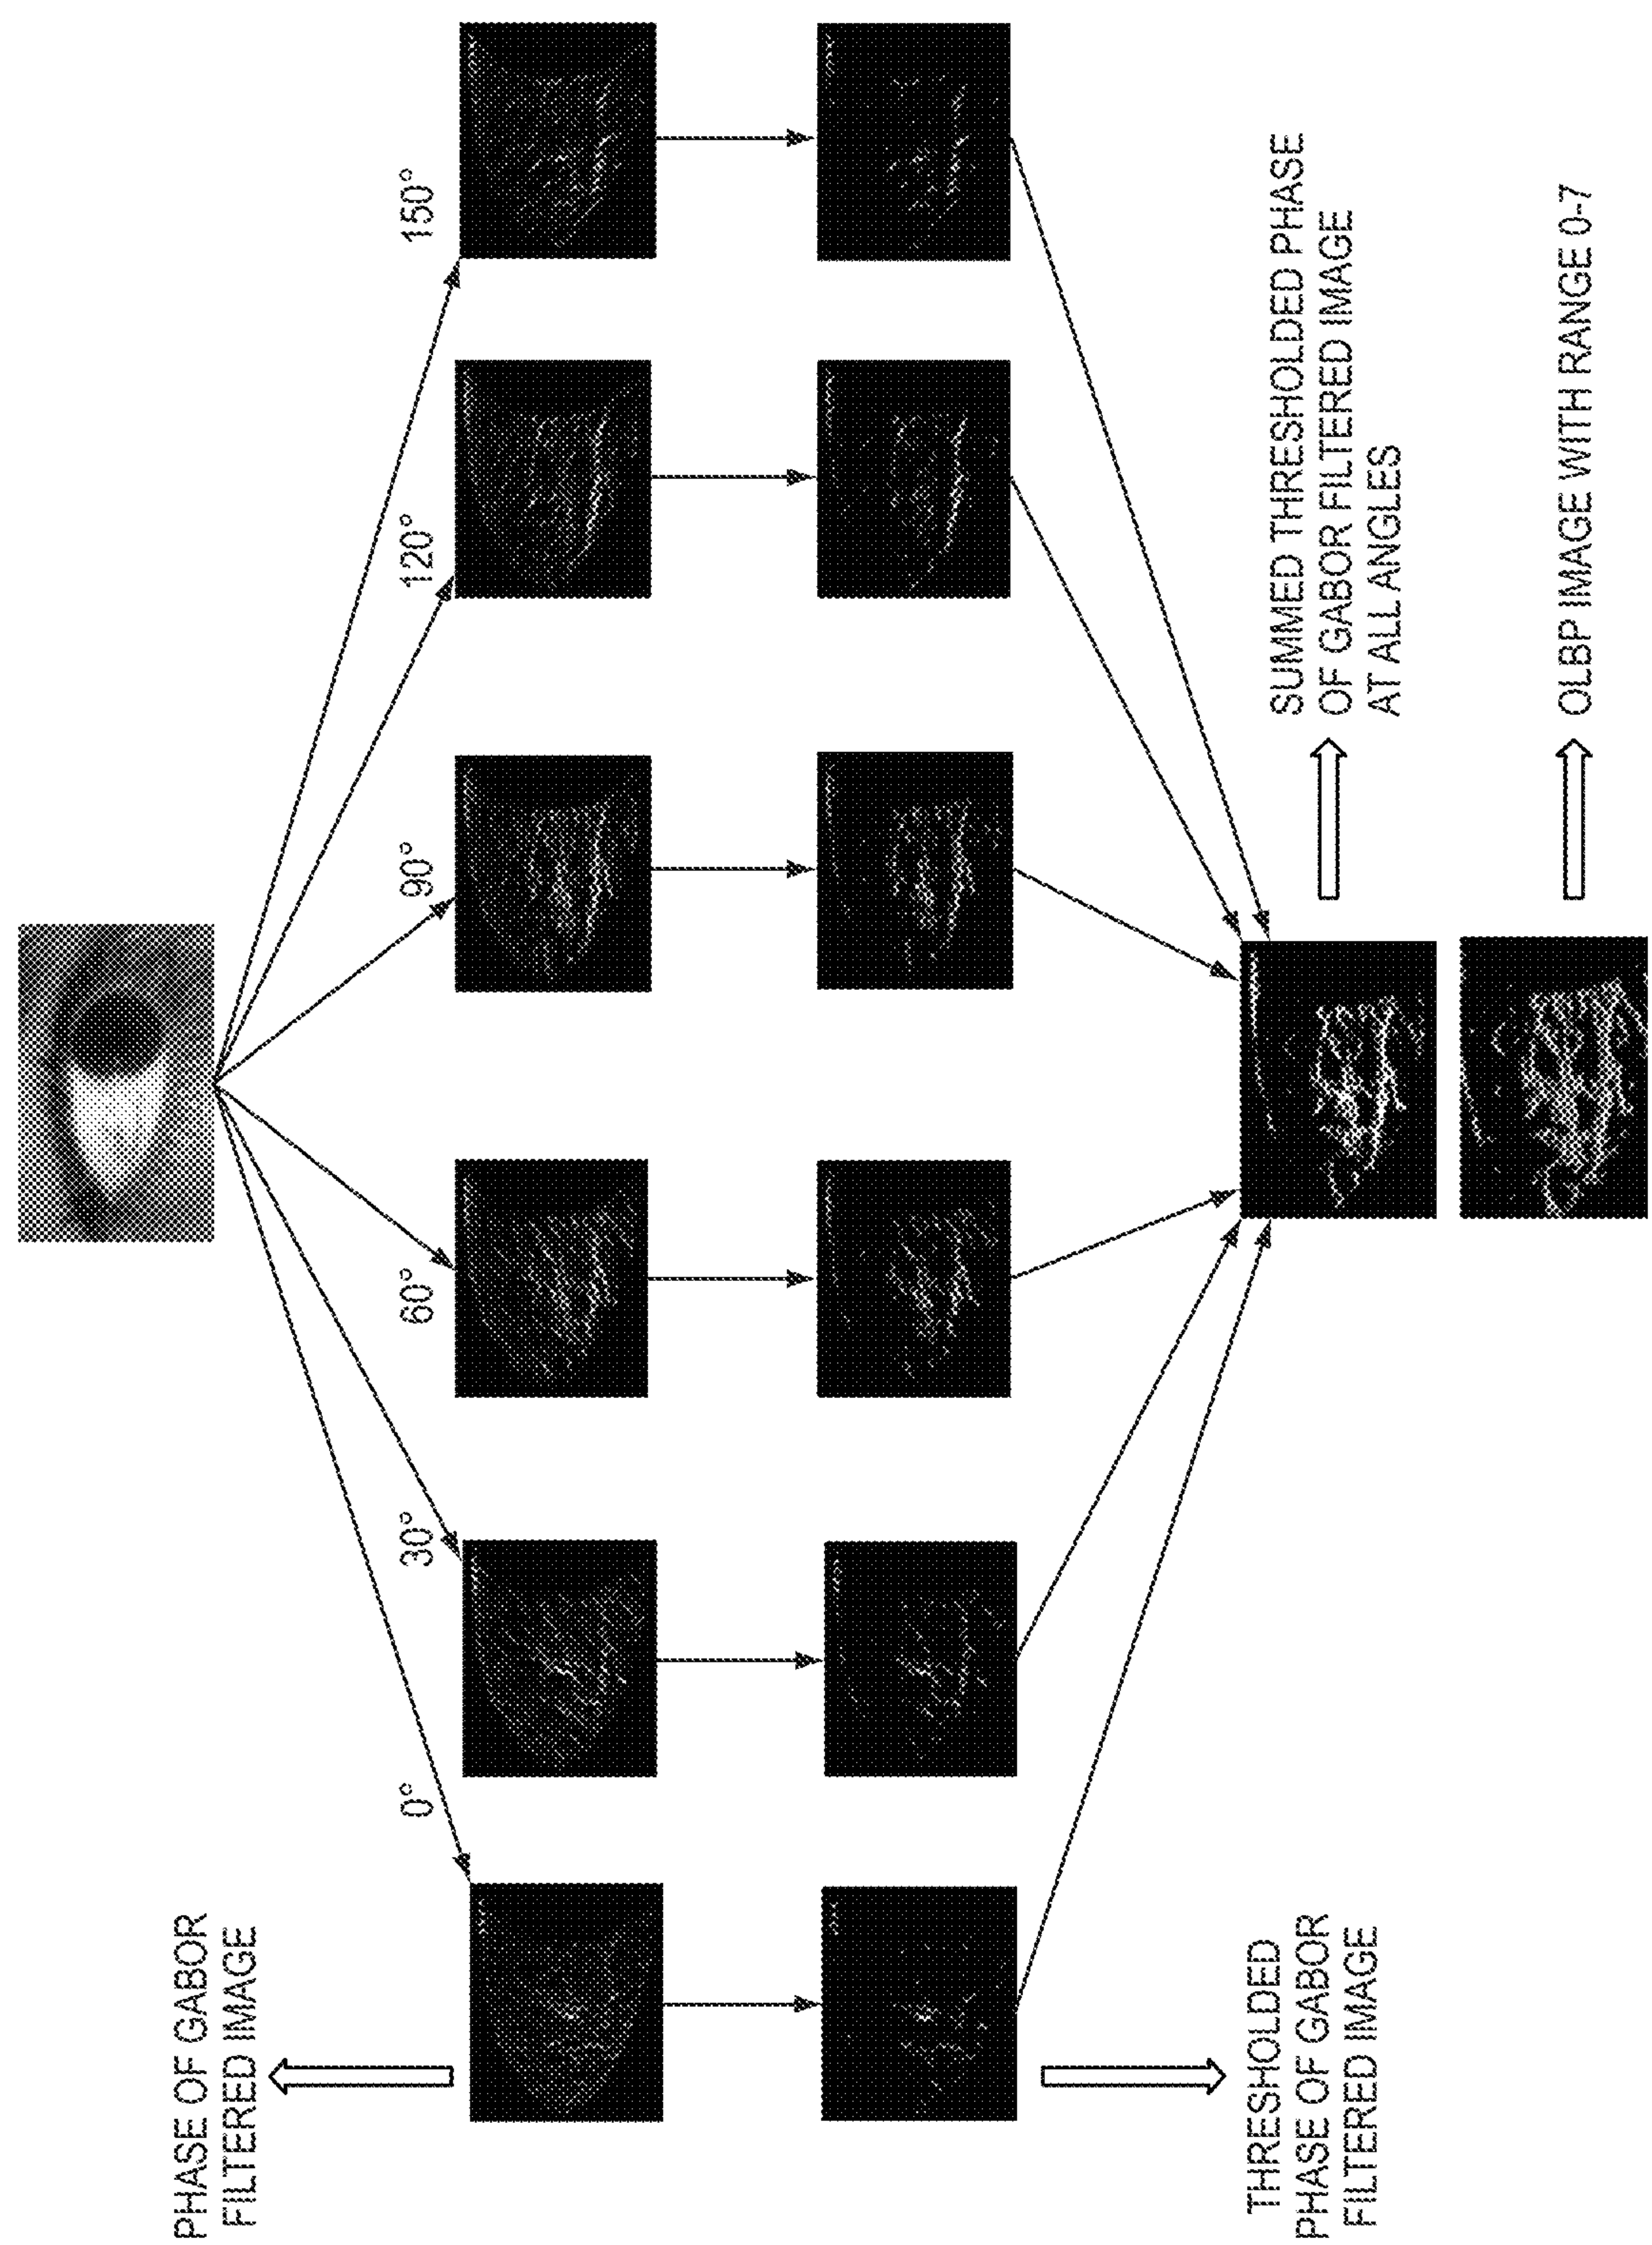 PHASE OF GABOR
FILTERED IMAGE
0°
30°
60°
90°
120°
150°
THRESHOLDED
PHASE OF GABOR
FILTERED IMAGE
SUMMED THRESHOLDED PHASE
OF GABOR FILTERED IMAGE
AT ALL ANGLES
OLBP IMAGE WITH RANGE 0-7